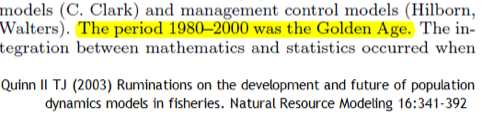 models (C. Clark) and management control models (Hilborn,
Walters). The period 1980–2000 was the Golden Age. The in-
tegration between mathematics and statistics occurred when
Quinn II TJ (2003) Ruminations on the development and future of population
dynamics models in fisheries. Natural Resource Modeling 16:341-392